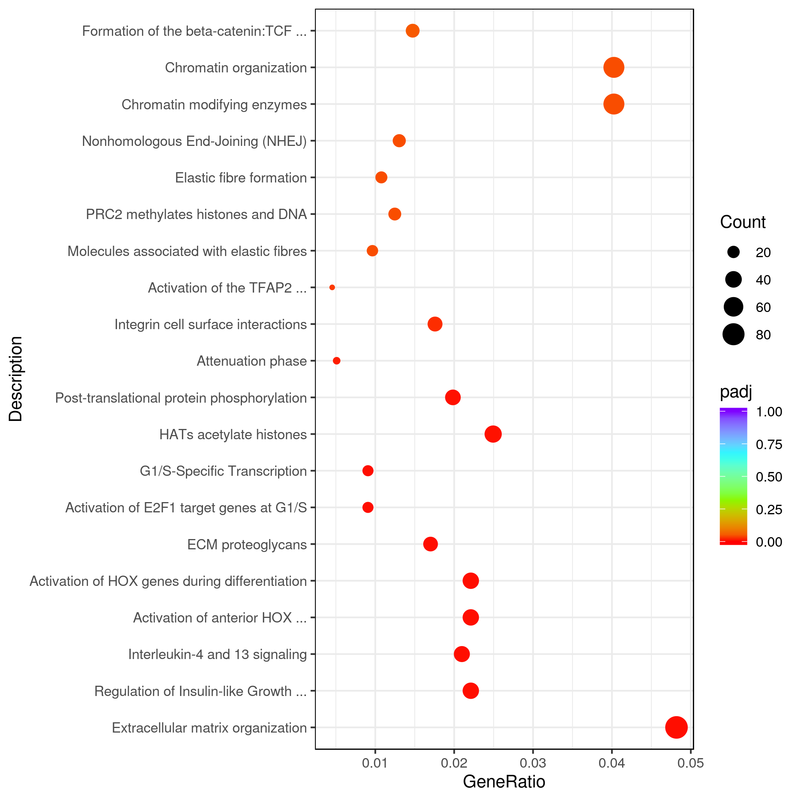 Formation of the beta-catenin:TCF ...
Chromatin organization
Chromatin modifying enzymes
Nonhomologous End-Joining (NHEJ)
Elastic fibre formation
PRC2 methylates histones and DNA
Molecules associated with elastic fibres
Activation of the TFAP2 ...
Integrin cell surface interactions
Attenuation phase
Post-translational protein phosphorylation
HATs acetylate histones
G1/S-Specific Transcription
Activation of E2F1 target genes at G1/S
ECM proteoglycans
Activation of HOX genes during differentiation
Activation of anterior HOX ...
Interleukin-4 and 13 signaling
Regulation of Insulin-like Growth ...
Extracellular matrix organization
Description
0.01 0.02 0.03 0.04 0.05
GeneRatio
Count
20
40
60
80
padj
1.00
0.75
0.50
0.25
0.00